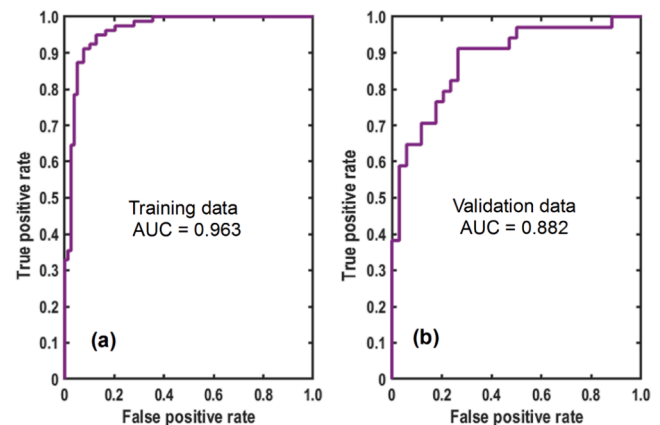 1.0
0.9
0.8
0.7
0.6
0.5
0.4
0.3
0.2
0.1
0
True positive rate
Training data
AUC = 0.963
(a)
0 0.2 0.4 0.6 0.8 1.0
False positive rate
1.0
0.9
0.8
0.7
0.6
0.5
0.4
0.3
0.2
0.1
0
True positive rate
Validation data
AUC = 0.882
(b)
0 0.2 0.4 0.6 0.8 1.0
False positive rate